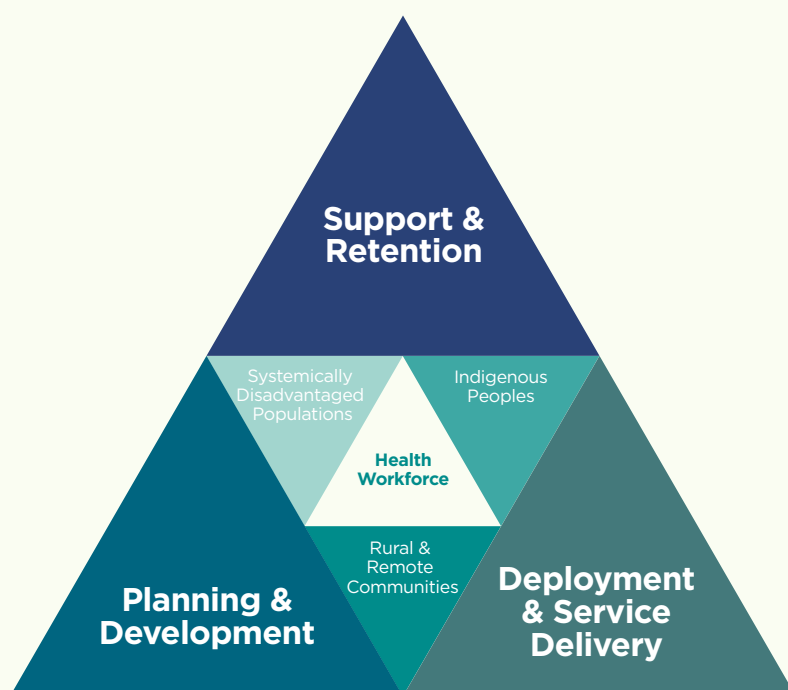 Support &
Retention
Systemically
Disadvantaged
Populations
Indigenous
Peoples
Health
Workforce
Rural &
Remote
Communities
Planning &
Development
Deployment
& Service
Delivery